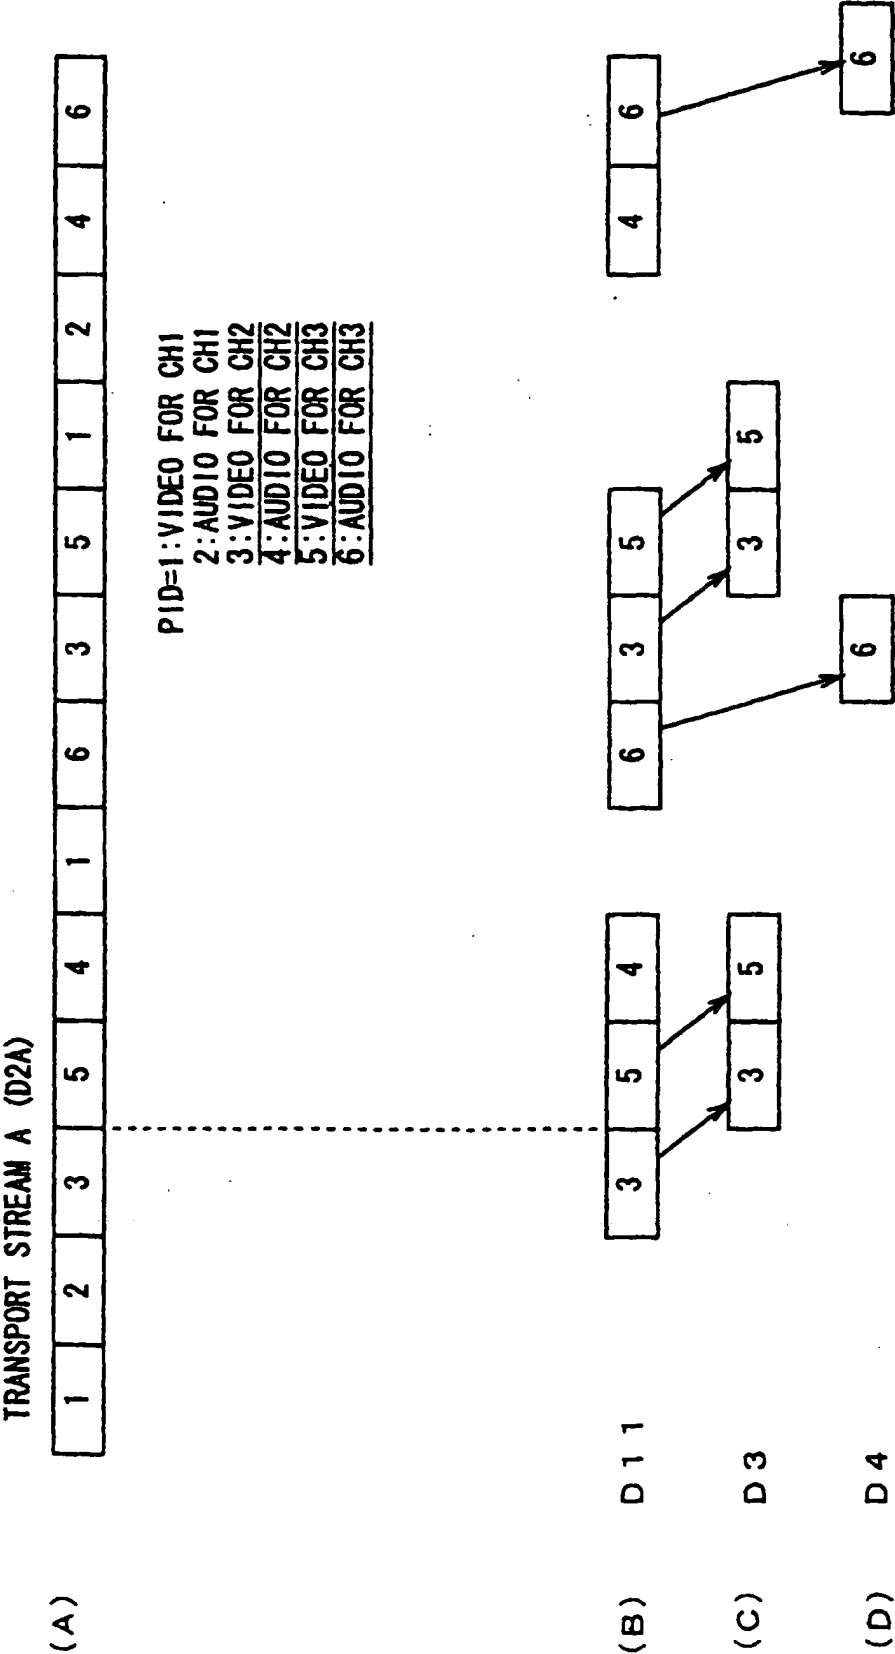 TRANSPORT STREAM A (D2A)
(A) 1 2 3 5 4 1 6 3 5 1 2 4 6
PID=1:VIDEO FOR CH1
2:AUDIO FOR CH1
3:VIDEO FOR CH2
4:AUDIO FOR CH2
5:VIDEO FOR CH3
6:AUDIO FOR CH3
(B) D11 3 5 4 6 3 5 4 6
(C) D3 3 5 3 5
(D) D4 6 6